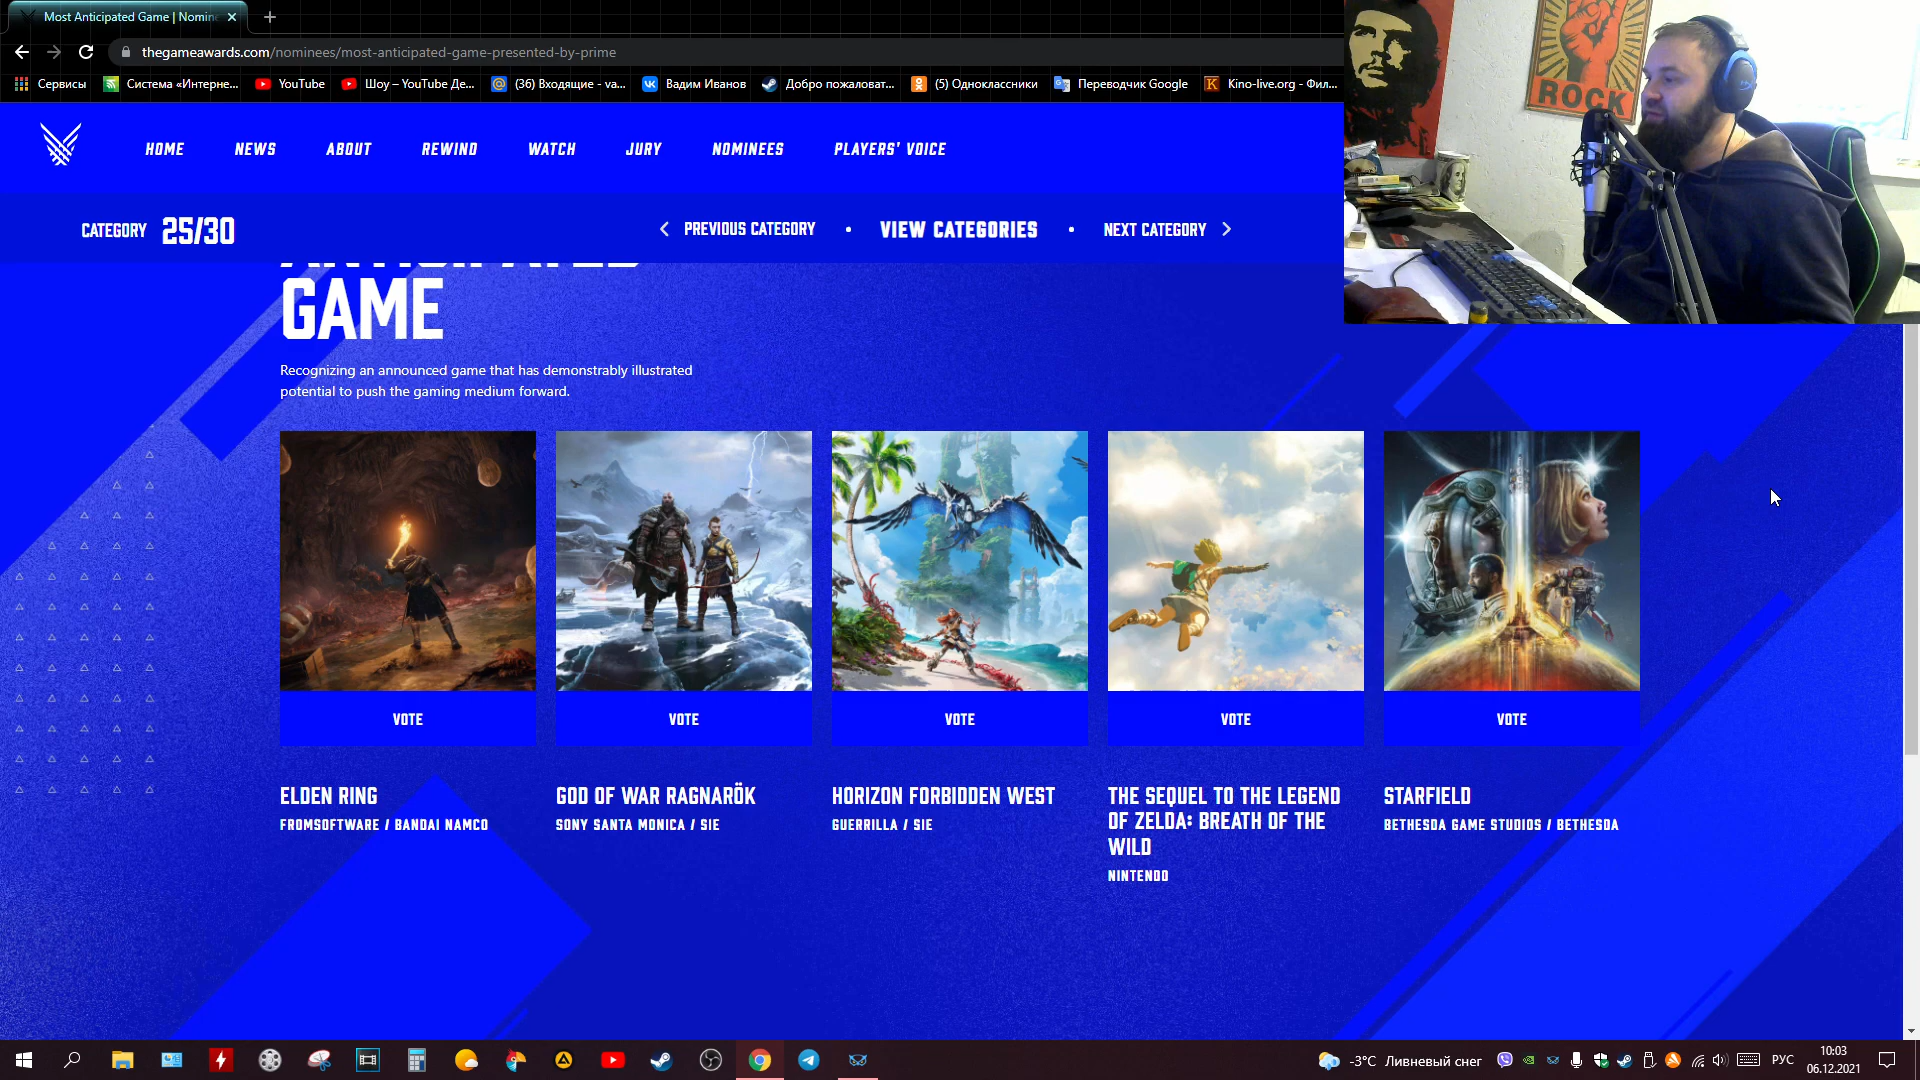 Most Anticipated Game | Nomine
thegameawards.com/nominees/most-anticipated-game-presented-by-prime
Сервисы
Система «Интерне...
YouTube
Шоу – YouTube Де...
(36) Входящие - va...
Вадим Иванов
Добро пожаловат...
(5) Одноклассники
Переводчик Google
Kino-live.org - Фил...
ROCK
HOME
NEWS
ABOUT
REWIND
WATCH
JURY
NOMINEES
PLAYERS' VOICE
CATEGORY 25/30
PREVIOUS CATEGORY
VIEW CATEGORIES
NEXT CATEGORY
GAME
Recognizing an announced game that has demonstrably illustrated
potential to push the gaming medium forward.
VOTE
VOTE
VOTE
VOTE
VOTE
ELDEN RING
FROMSOFTWARE / BANDAI NAMCO
GOD OF WAR RAGNARÖK
SONY SANTA MONICA / SIE
HORIZON FORBIDDEN WEST
GUERRILLA / SIE
THE SEQUEL TO THE LEGEND
OF ZELDA: BREATH OF THE
WILD
NINTENDO
STARFIELD
BETHESDA GAME STUDIOS / BETHESDA
-3°C Ливневый снег
РУС
10:03
06.12.2021